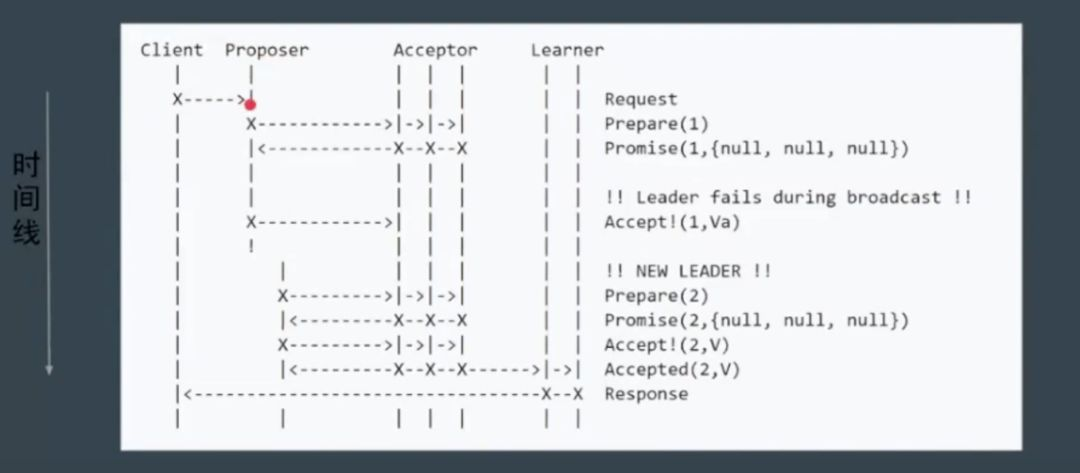 时间线
Client Proposer Acceptor Learner
| | | | | | |
X----->| | | | | | Request
| X------------>|->|->| | | Prepare(1)
| |<------------X--X--X | | Promise(1,{null, null, null})
| | | | | | |
| | | | | | | !! Leader fails during broadcast !!
| X------------>| | | | | Accept!(1,Va)
| ! | | | | |
| | | | | | | !! NEW LEADER !!
| X--------->|->|->| | | Prepare(2)
| |<---------X--X--X | | Promise(2,{null, null, null})
| X--------->|->|->| | | Accept!(2,V)
| |<---------X--X--X------>|->| Accepted(2,V)
|<---------------------------------X--X Response
| | | | | | |